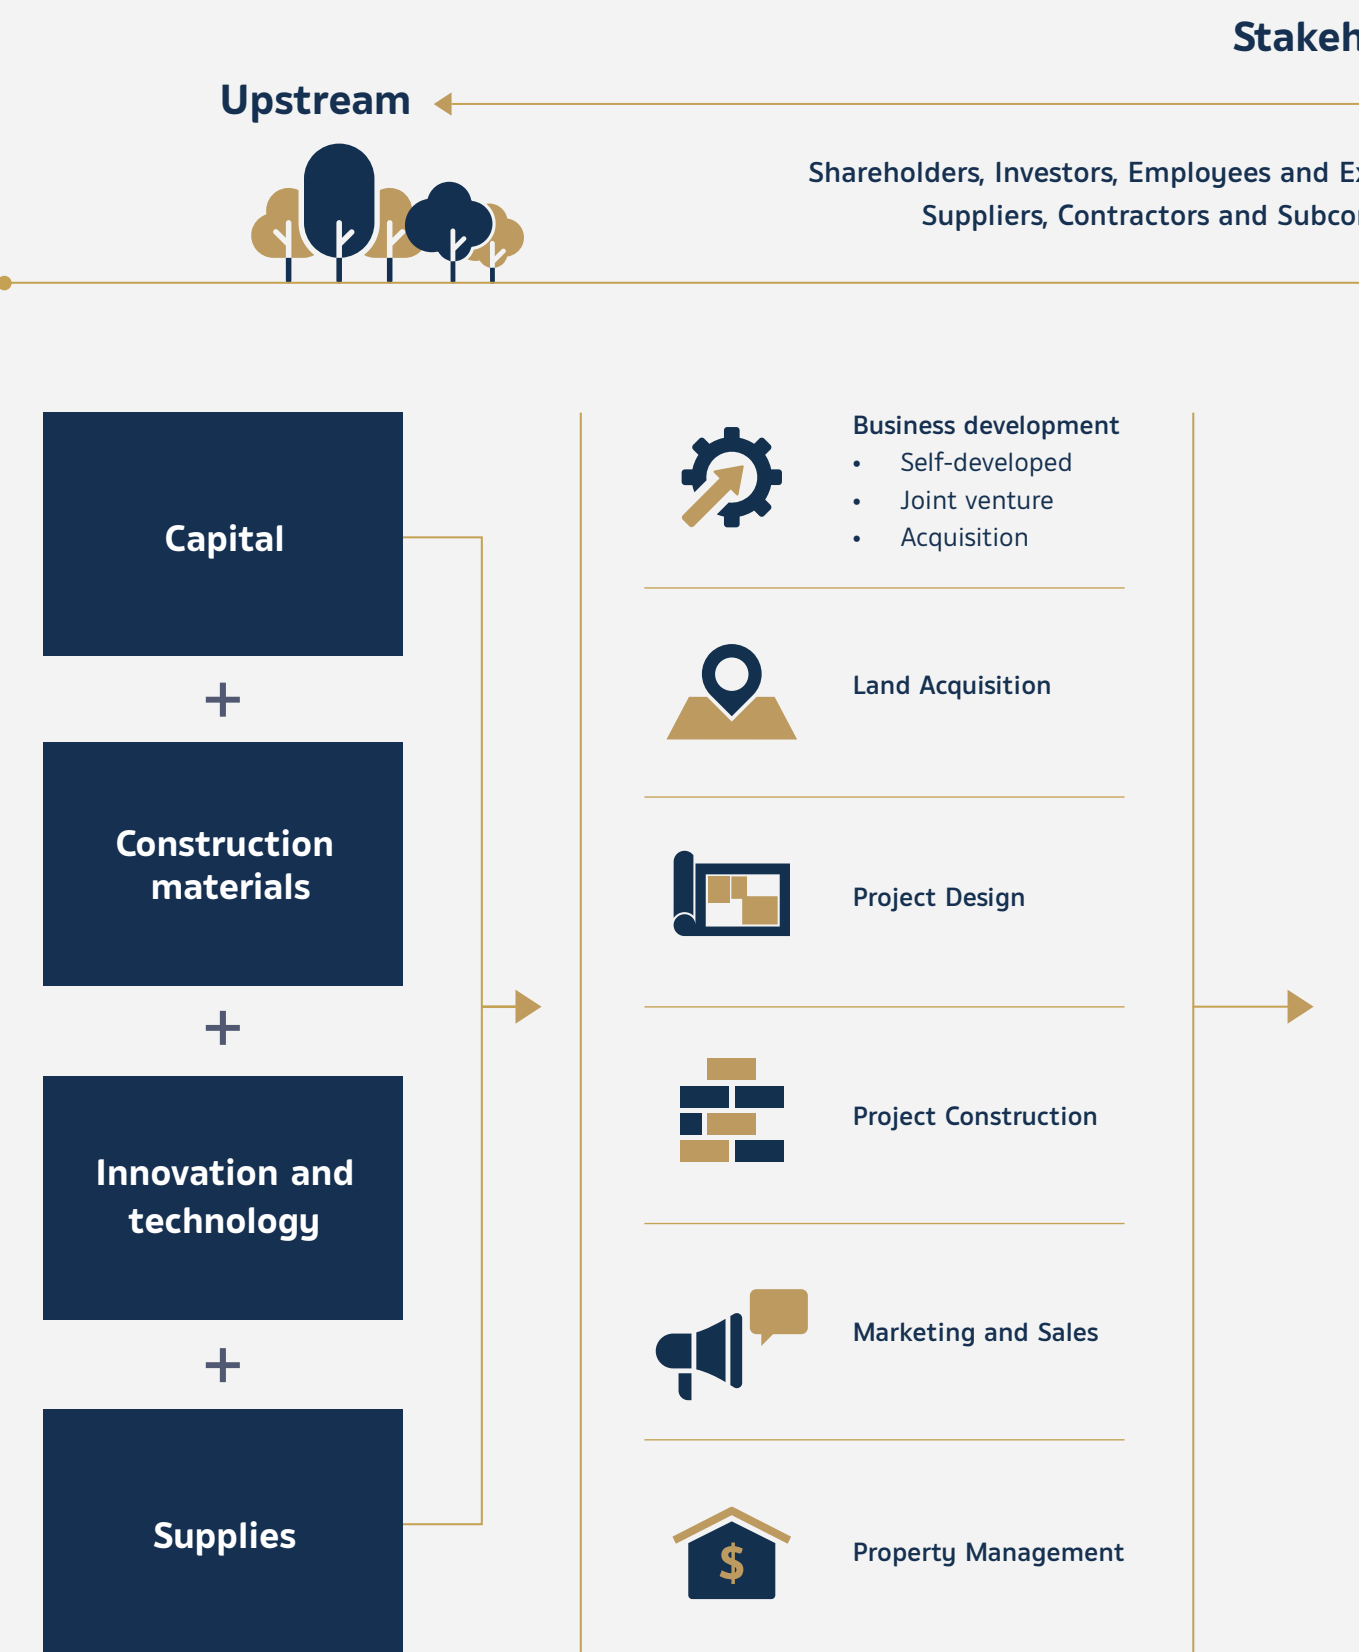 Stakeh
Upstream
Shareholders, Investors, Employees and Ex
Suppliers, Contractors and Subcon
Capital
+
Construction
materials
+
Innovation and
technology
+
Supplies
Business development
• Self-developed
• Joint venture
• Acquisition
Land Acquisition
Project Design
Project Construction
Marketing and Sales
$
Property Management